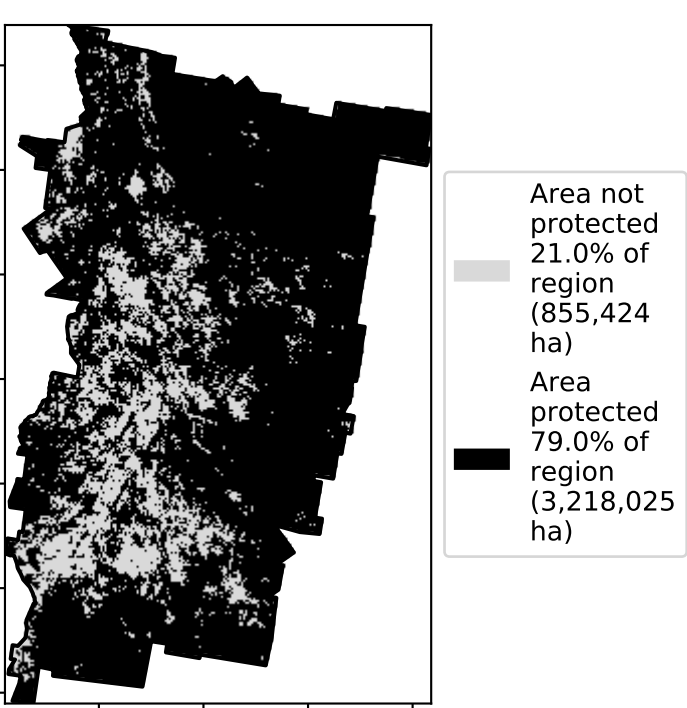 Area not
protected
21.0% of
region
(855,424
ha)
Area
protected
79.0% of
region
(3,218,025
ha)